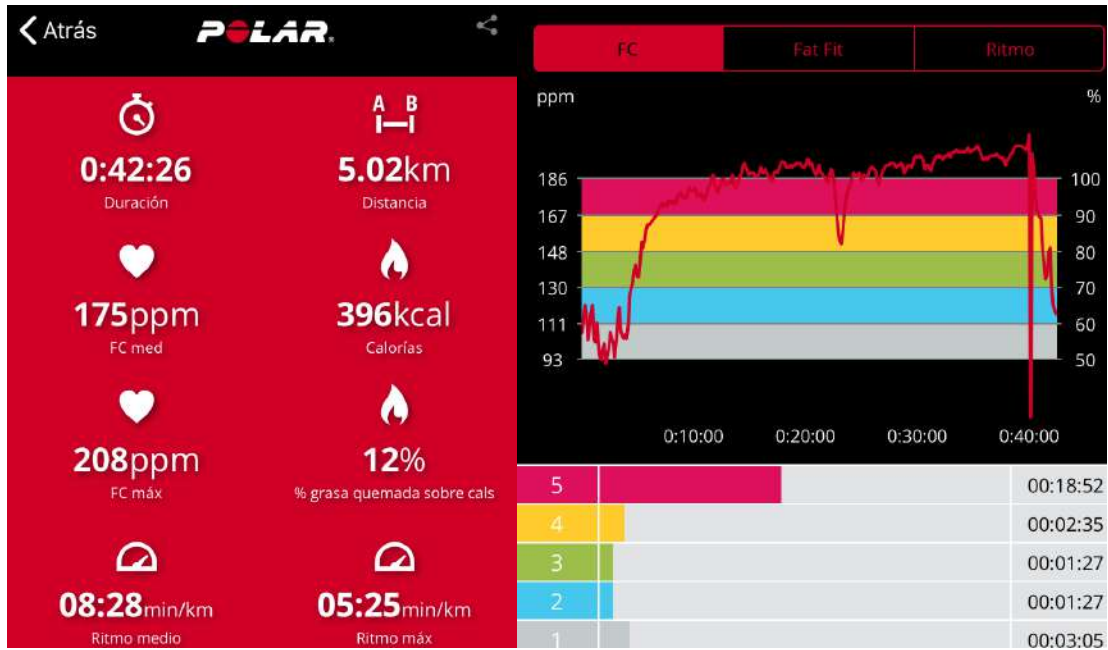 Atrás
POLAR.
0:42:26
Duración
A B
5.02km
Distancia
175ppm
FC med
396kcal
Calorías
208ppm
FC máx
12%
% grasa quemada sobre cals
08:28min/km
Ritmo medio
05:25min/km
Ritmo máx
FC Fat Fit Ritmo
ppm %
186 100
167 90
148 80
130 70
111 60
93 50
0:10:00 0:20:00 0:30:00 0:40:00
5 00:18:52
4 00:02:35
3 00:01:27
2 00:01:27
1 00:03:05